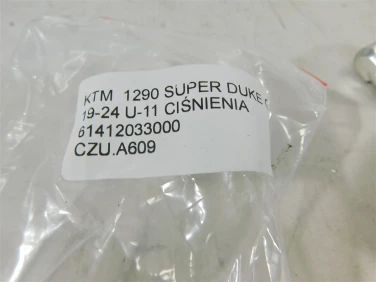 KTM 1290 SUPER DUKE
19-24 U-11 CIŚNIENIA
61412033000
CZU.A609